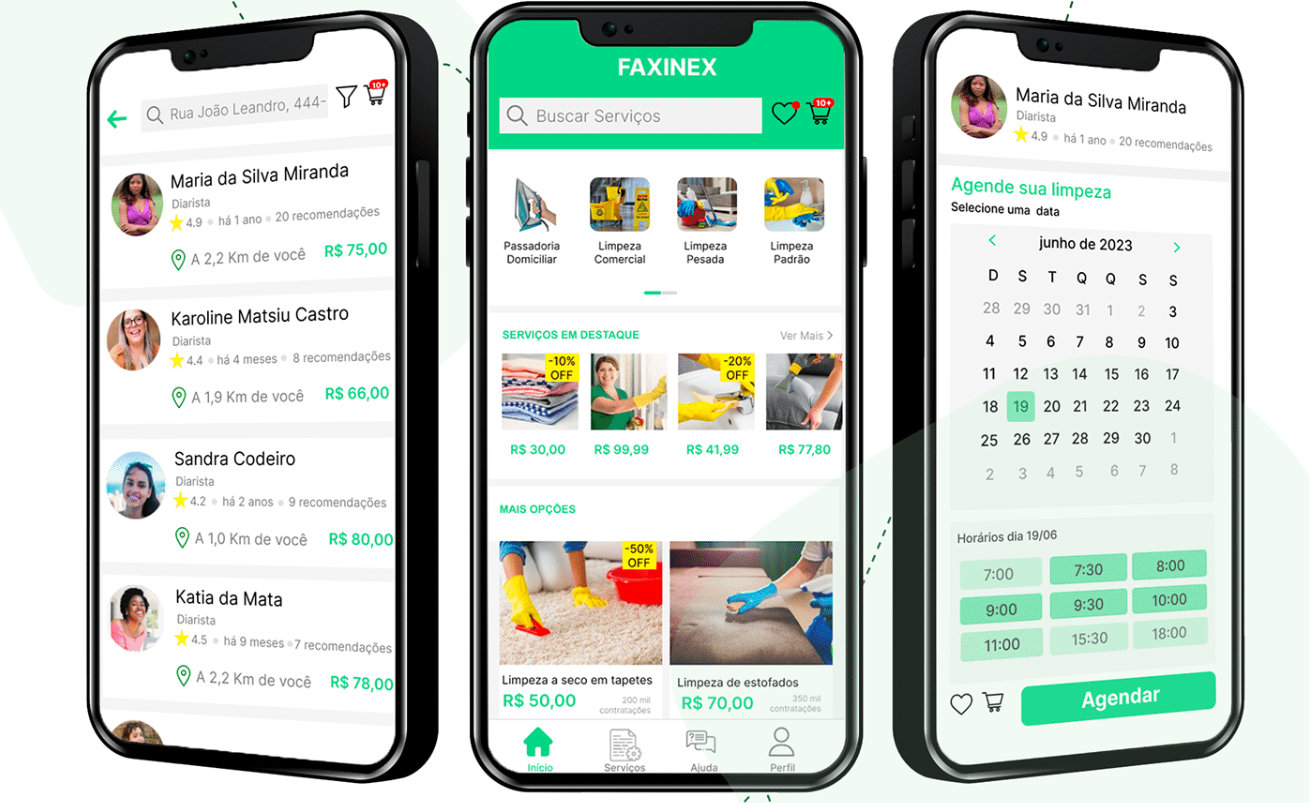 Rua João Leandro, 444-
10+
Maria da Silva Miranda
Diarista
4.9 há 1 ano 20 recomendações
A 2,2 Km de você R$ 75,00
Karoline Matsiu Castro
Diarista
4.4 há 4 meses 8 recomendações
A 1,9 Km de você R$ 66,00
Sandra Codeiro
Diarista
4.2 há 2 anos 9 recomendações
A 1,0 Km de você R$ 80,00
Katia da Mata
Diarista
4.5 há 9 meses 7 recomendações
A 2,2 Km de você R$ 78,00
FAXINEX
Buscar Serviços
10+
Passadoria
Domiciliar
Limpeza
Comercial
Limpeza
Pesada
Limpeza
Padrão
SERVIÇOS EM DESTAQUE Ver Mais >
-10%
OFF
-20%
OFF
R$ 30,00 R$ 99,99 R$ 41,99 R$ 77,80
MAIS OPÇÕES
-50%
OFF
Limpeza a seco em tapetes
R$ 50,00
200 mil
contratações
Limpeza de estofados
R$ 70,00
350 mil
contratações
Início Serviços Ajuda Perfil
Maria da Silva Miranda
Diarista
4.9 há 1 ano 20 recomendações
Agende sua limpeza
Selecione uma data
< junho de 2023 >
D S T Q Q S S
28 29 30 31 1 2 3
4 5 6 7 8 9 10
11 12 13 14 15 16 17
18 19 20 21 22 23 24
25 26 27 28 29 30 1
2 3 4 5 6 7 8
Horários dia 19/06
7:00 7:30 8:00
9:00 9:30 10:00
11:00 15:30 18:00
Agendar